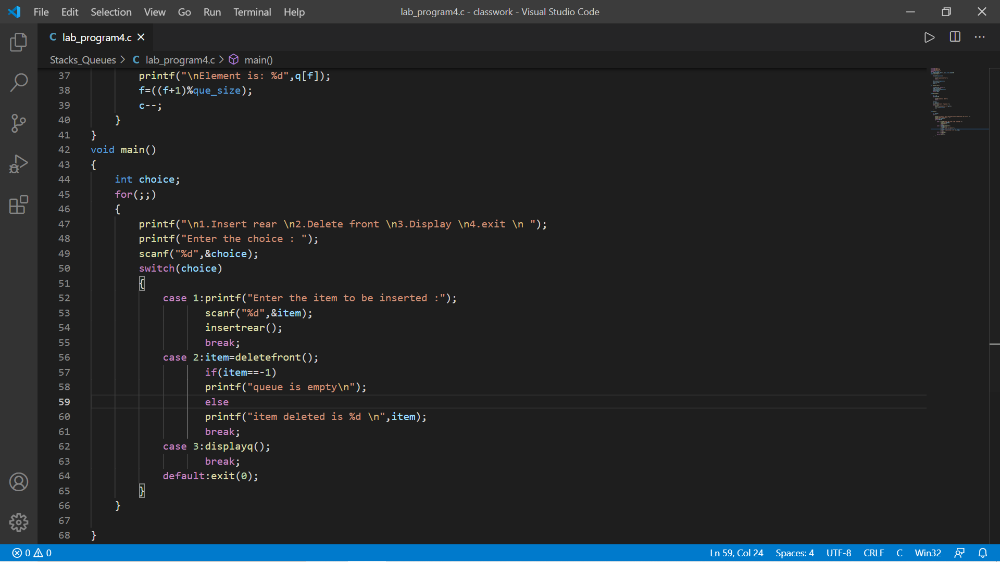 File Edit Selection View Go Run Terminal Help lab_program4.c - classwork - Visual Studio Code
C lab_program4.c
Stacks_Queues > C lab_program4.c > main()
37 printf("\nElement is: %d",q[f]);
38 f=((f+1)%que_size);
39 c--;
40 }
41 }
42 void main()
43 {
44 int choice;
45 for(;;)
46 {
47 printf("\n1.Insert rear \n2.Delete front \n3.Display \n4.exit \n ");
48 printf("Enter the choice : ");
49 scanf("%d",&choice);
50 switch(choice)
51 {
52 case 1:printf("Enter the item to be inserted :");
53 scanf("%d",&item);
54 insertrear();
55 break;
56 case 2:item=deletefront();
57 if(item==-1)
58 printf("queue is empty\n");
59 else
60 printf("item deleted is %d \n",item);
61 break;
62 case 3:displayq();
63 break;
64 default:exit(0);
65 }
66 }
67
68 }
0 0 Ln 59, Col 24 Spaces: 4 UTF-8 CRLF C Win32